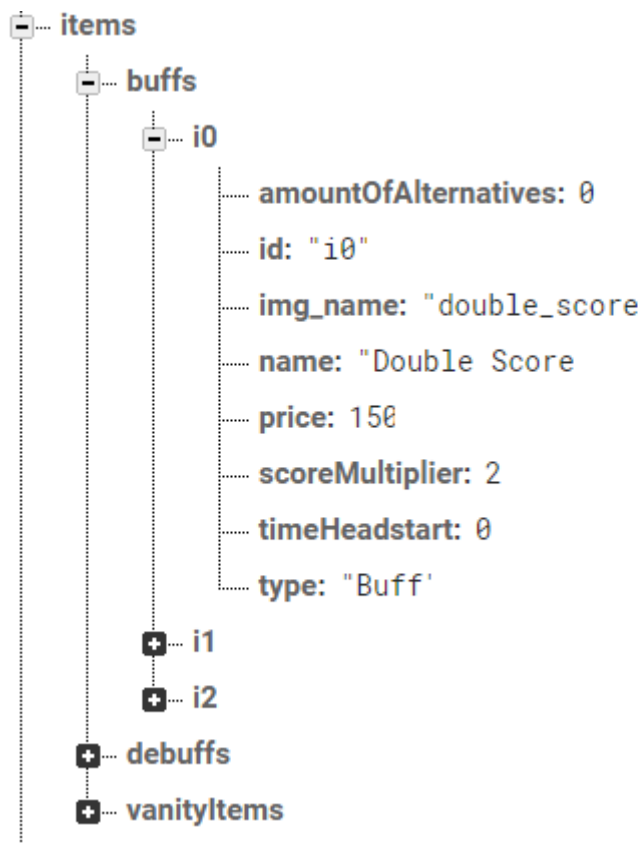 items
buffs
i0
amountOfAlternatives: 0
id: "i0"
img_name: "double_score
name: "Double Score
price: 150
scoreMultiplier: 2
timeHeadstart: 0
type: "Buff'
i1
i2
debuffs
vanityItems